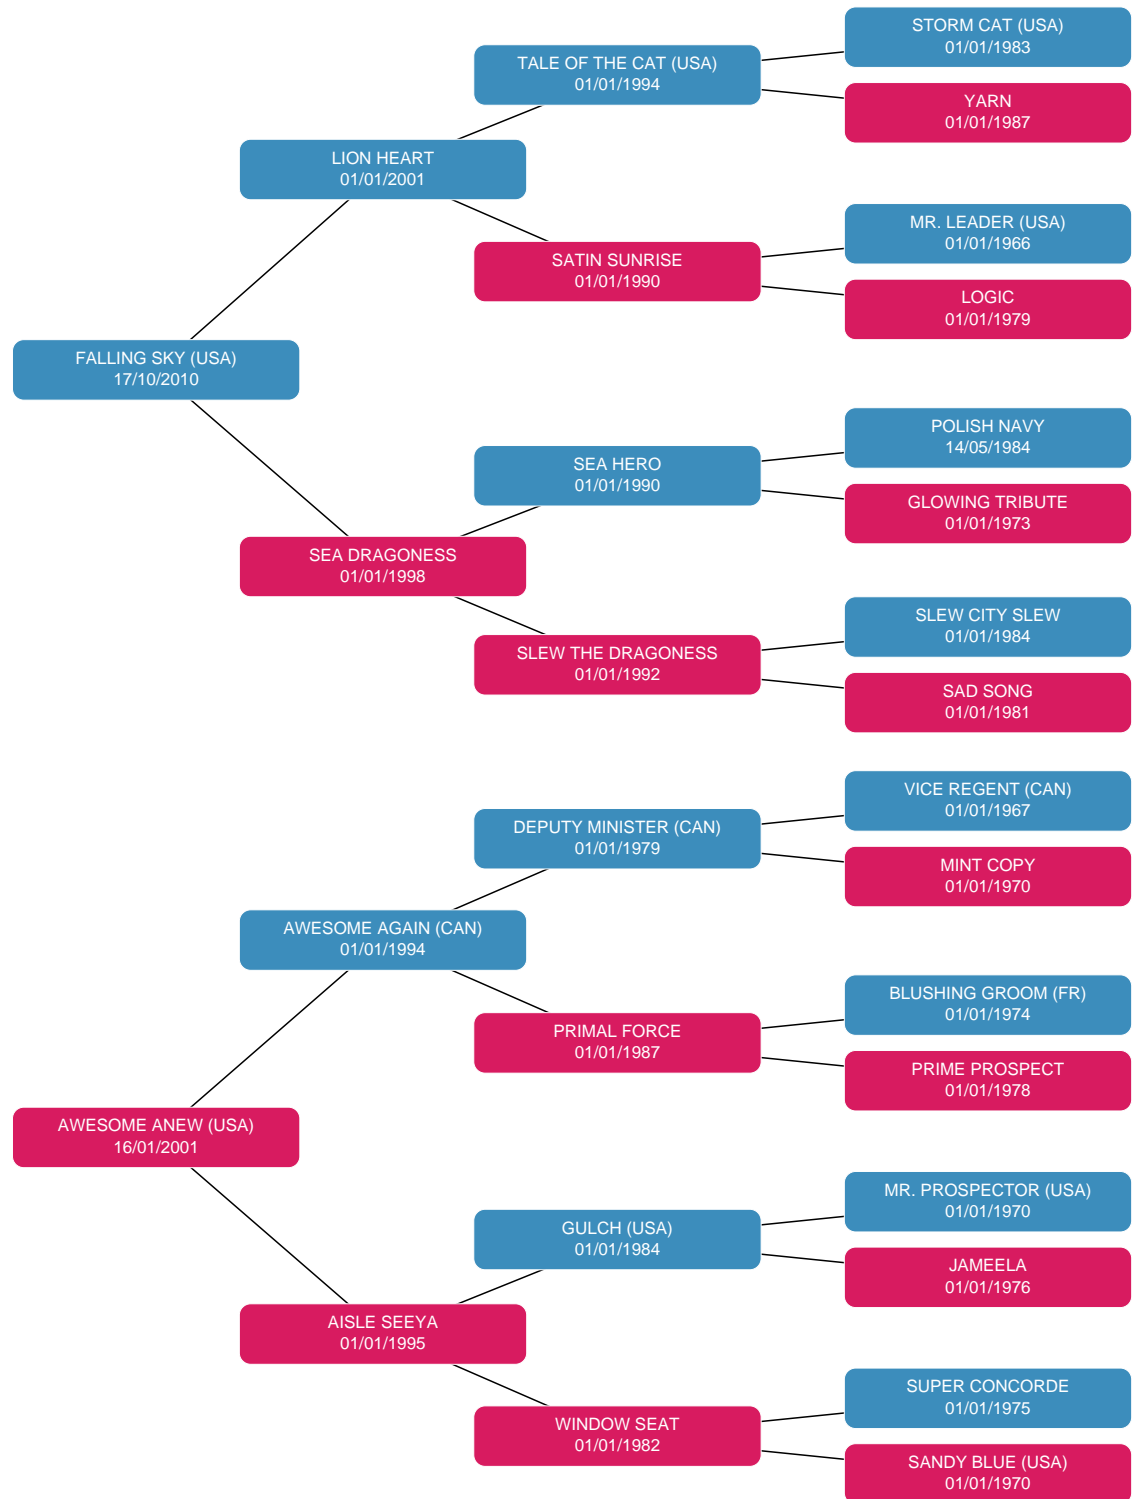 STORM CAT (USA)
01/01/1983
TALE OF THE CAT (USA)
01/01/1994
YARN
01/01/1987
LION HEART
01/01/2001
MR. LEADER (USA)
01/01/1966
SATIN SUNRISE
01/01/1990
LOGIC
01/01/1979
FALLING SKY (USA)
17/10/2010
POLISH NAVY
14/05/1984
SEA HERO
01/01/1990
GLOWING TRIBUTE
01/01/1973
SEA DRAGONESS
01/01/1998
SLEW CITY SLEW
01/01/1984
SLEW THE DRAGONESS
01/01/1992
SAD SONG
01/01/1981
VICE REGENT (CAN)
01/01/1967
DEPUTY MINISTER (CAN)
01/01/1979
MINT COPY
01/01/1970
AWESOME AGAIN (CAN)
01/01/1994
BLUSHING GROOM (FR)
01/01/1974
PRIMAL FORCE
01/01/1987
PRIME PROSPECT
01/01/1978
AWESOME ANEW (USA)
16/01/2001
MR. PROSPECTOR (USA)
01/01/1970
GULCH (USA)
01/01/1984
JAMEELA
01/01/1976
AISLE SEEYA
01/01/1995
SUPER CONCORDE
01/01/1975
WINDOW SEAT
01/01/1982
SANDY BLUE (USA)
01/01/1970